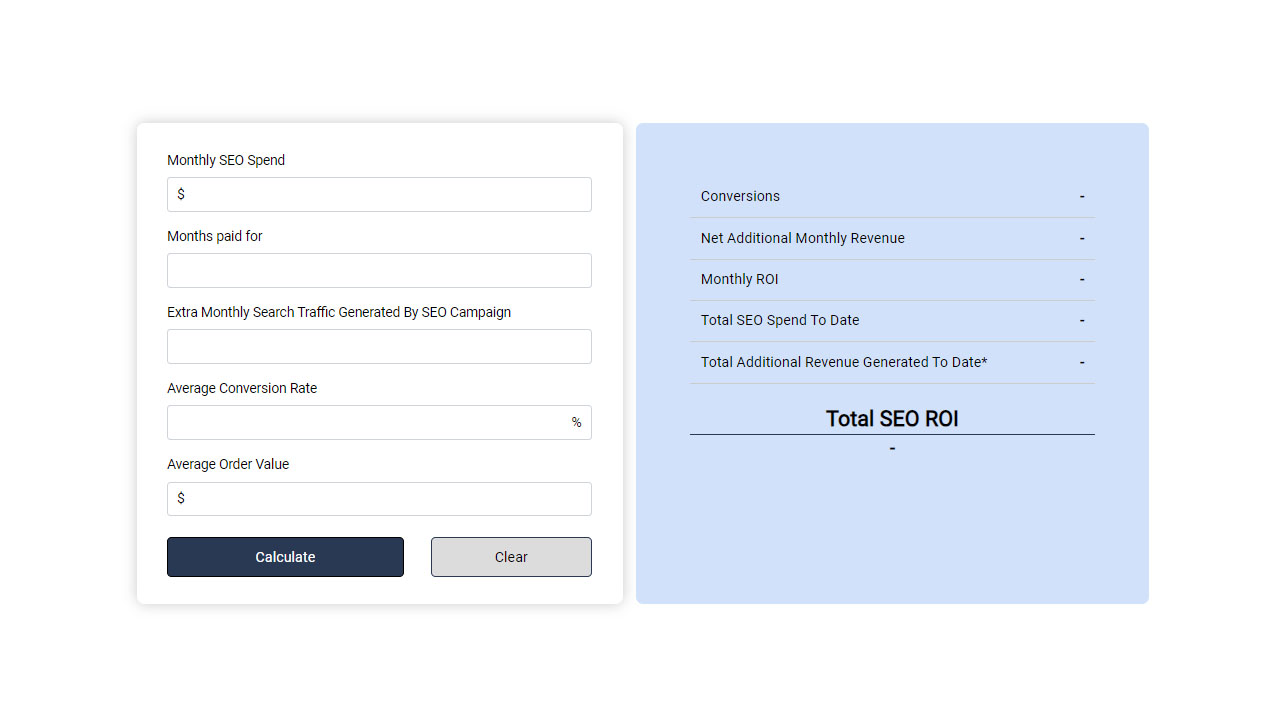 Monthly SEO Spend
$
Months paid for
Extra Monthly Search Traffic Generated By SEO Campaign
Average Conversion Rate
%
Average Order Value
$
Calculate
Clear
Conversions -
Net Additional Monthly Revenue -
Monthly ROI -
Total SEO Spend To Date -
Total Additional Revenue Generated To Date* -
Total SEO ROI
-